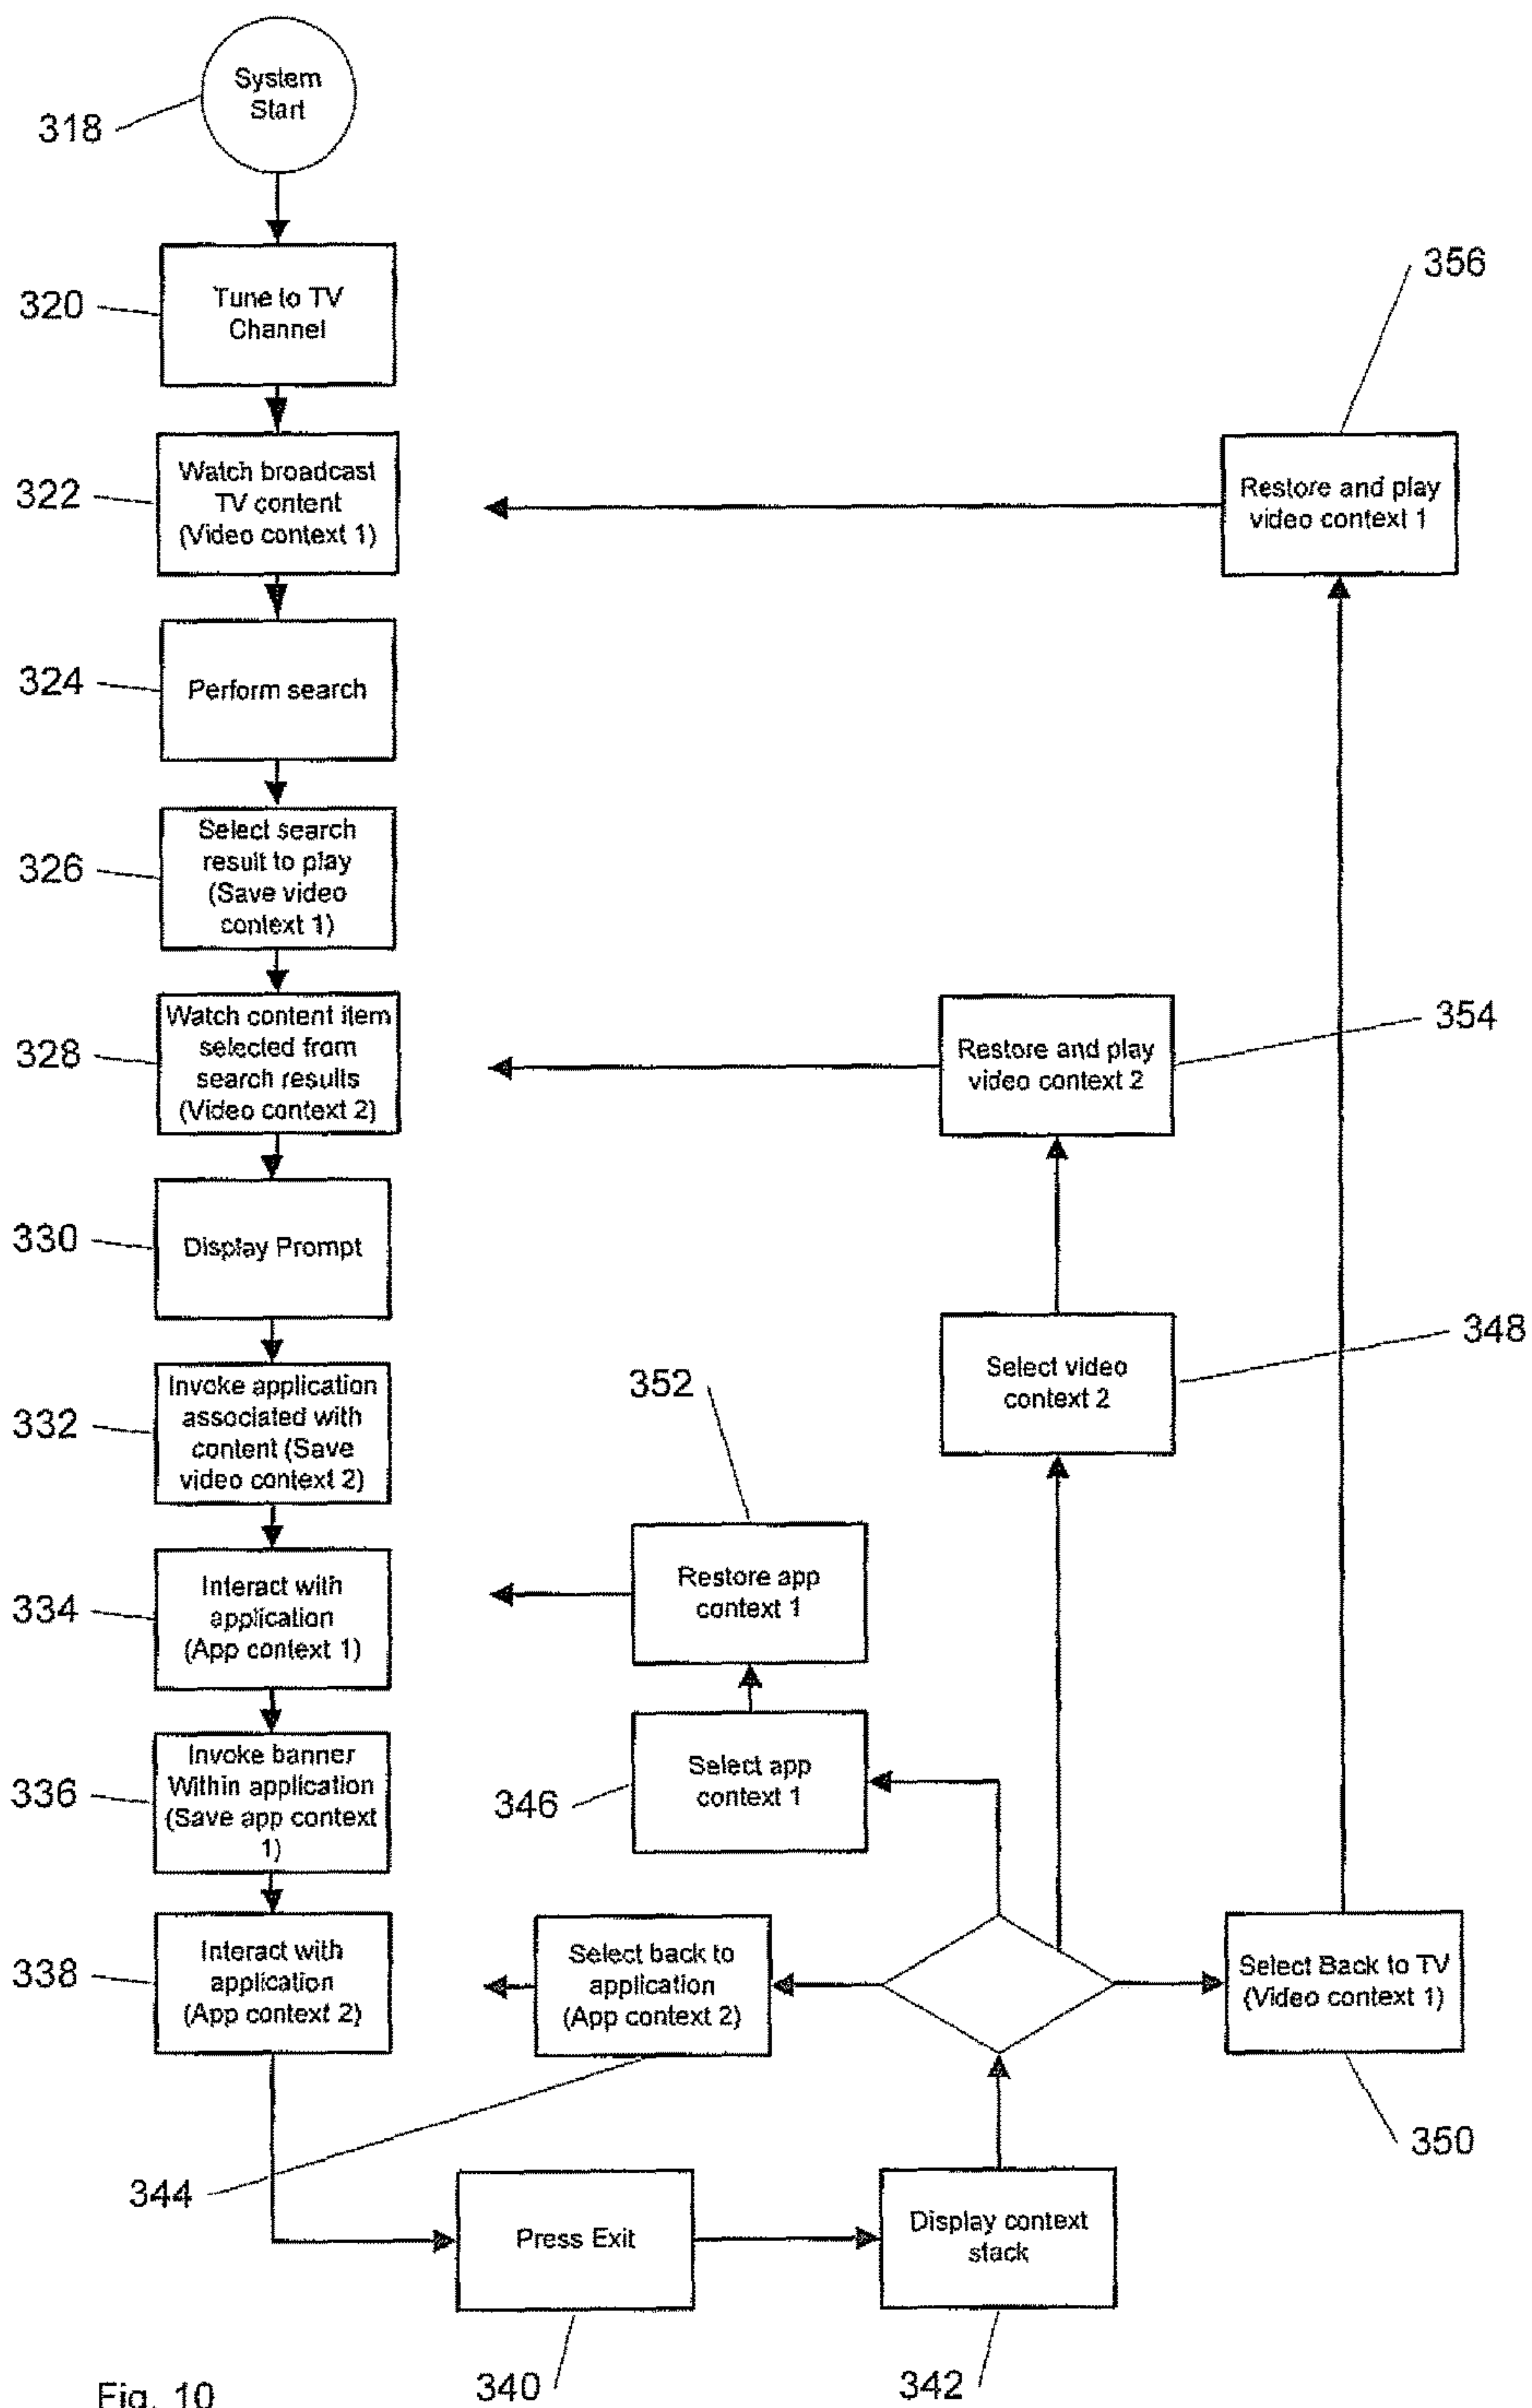 System
Start
318
320
Tune to TV
Channel
356
322
Watch broadcast
TV content
(Video context 1)
Restore and play
video context 1
324
Perform search
326
Select search
result to play
(Save video
context 1)
328
Watch content item
selected from
search results
(Video context 2)
Restore and play
video context 2
354
330
Display Prompt
348
Select video
context 2
332
Invoke application
associated with
content (Save
video context 2)
352
334
Interact with
application
(App context 1)
Restore app
context 1
336
Invoke banner
Within application
(Save app context
1)
346
Select app
context 1
338
Interact with
application
(App context 2)
Select back to
application
(App context 2)
Select Back to TV
(Video context 1)
350
344
Press Exit
Display context
stack
340
342
Fig. 10